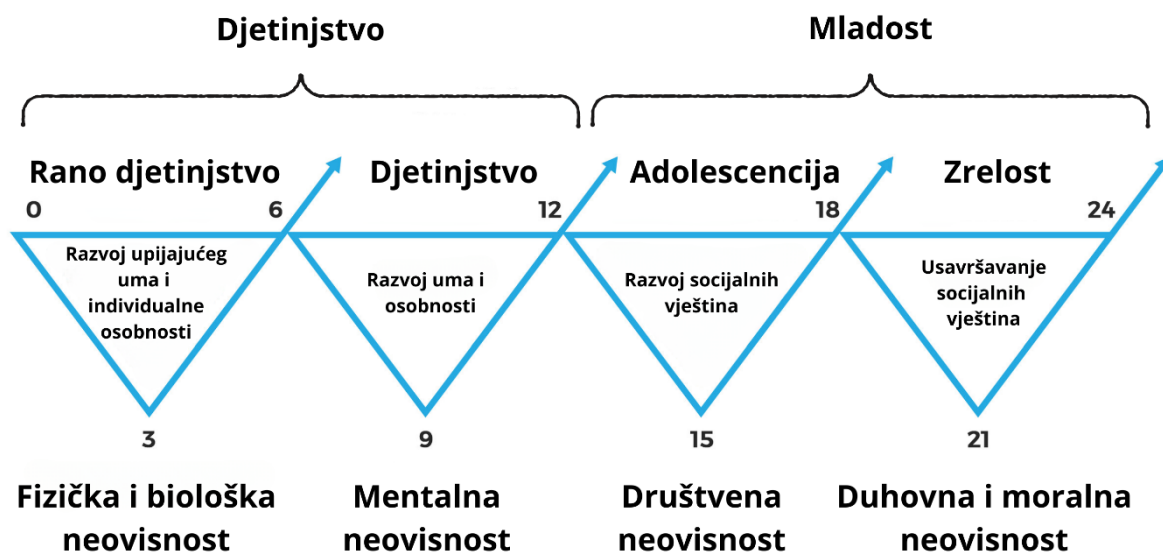 Djetinjstvo
Mladost
Rano djetinjstvo
Djetinjstvo
Adolescencija
Zrelost
0
6
12
18
24
Razvoj upijajućeg
uma i
individualne
osobnosti
Razvoj uma i
osobnosti
Razvoj socijalnih
vještina
Usavršavanje
socijalnih
vještina
3
9
15
21
Fizička i biološka
neovisnost
Mentalna
neovisnost
Društvena
neovisnost
Duhovna i moralna
neovisnost